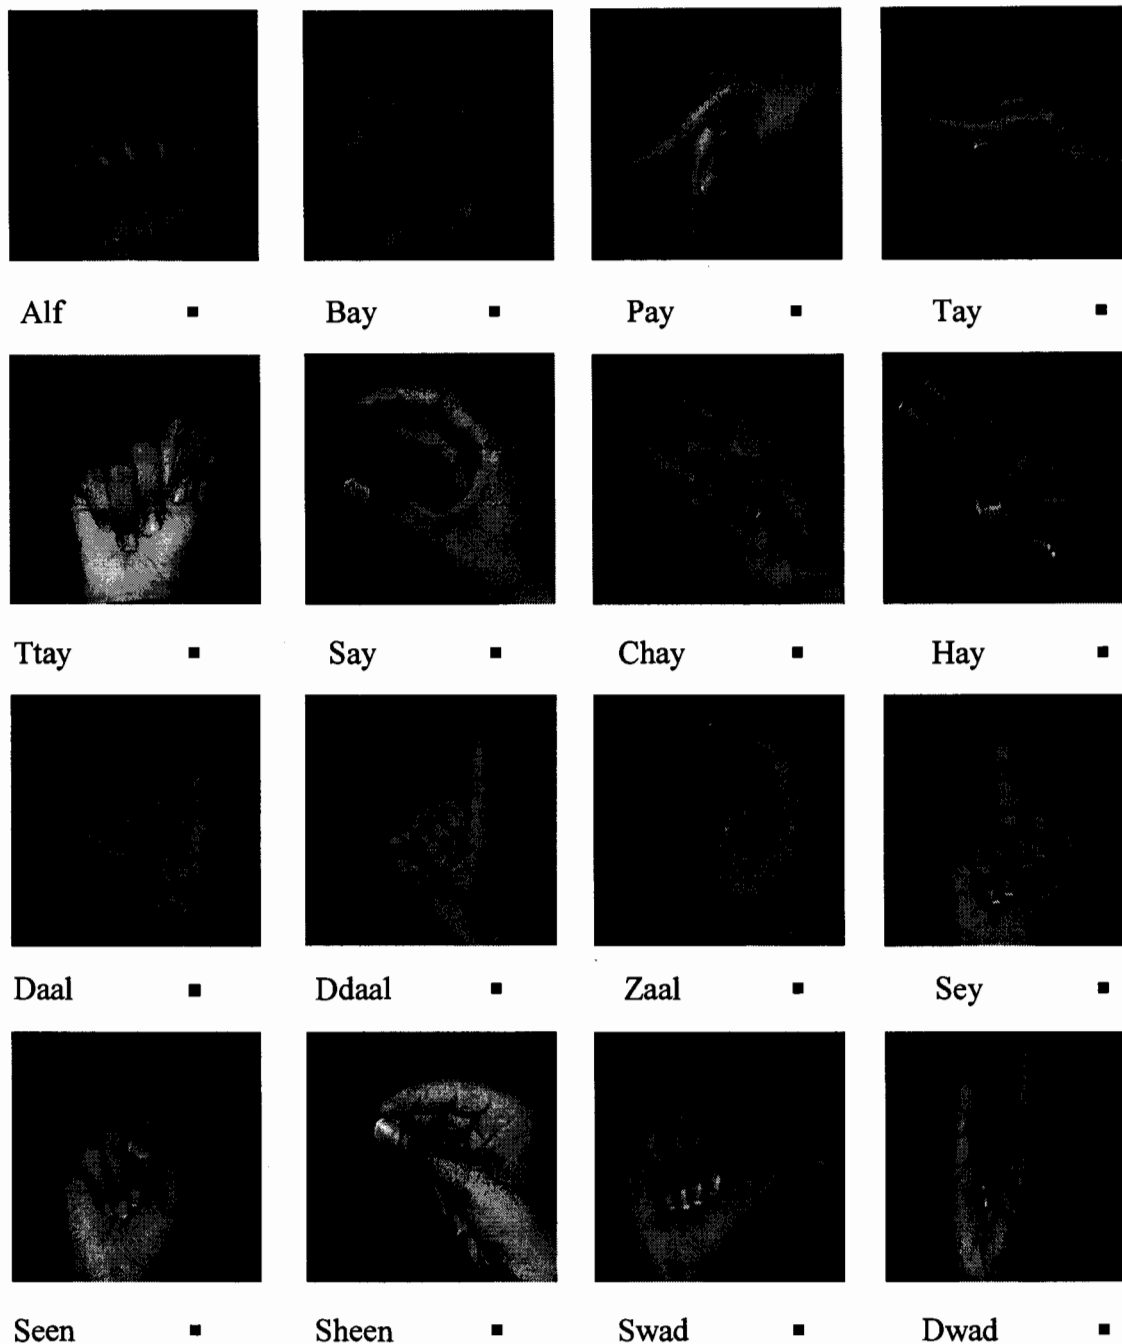 Alf ▪ Bay ▪ Pay ▪ Tay ▪
Ttay ▪ Say ▪ Chay ▪ Hay ▪
Daal ▪ Ddaal ▪ Zaal ▪ Sey ▪
Seen ▪ Sheen ▪ Swad ▪ Dwad ▪